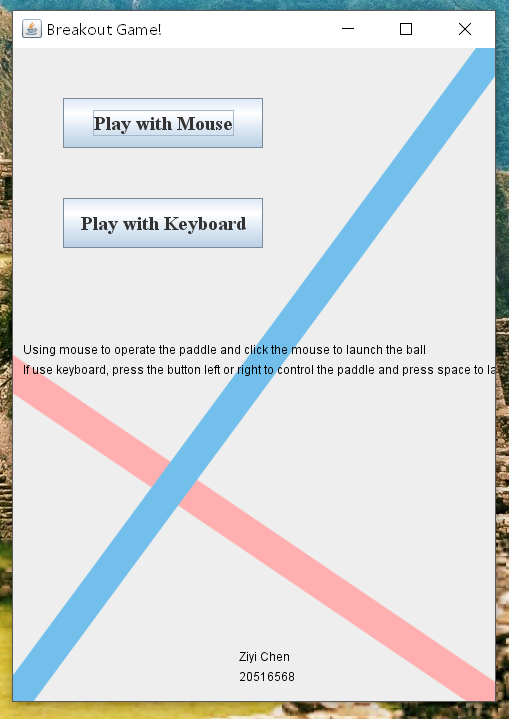 Breakout Game!
Play with Mouse
Play with Keyboard
Using mouse to operate the paddle and click the mouse to launch the ball
If use keyboard, press the button left or right to control the paddle and press space to
Ziyi Chen
20516568